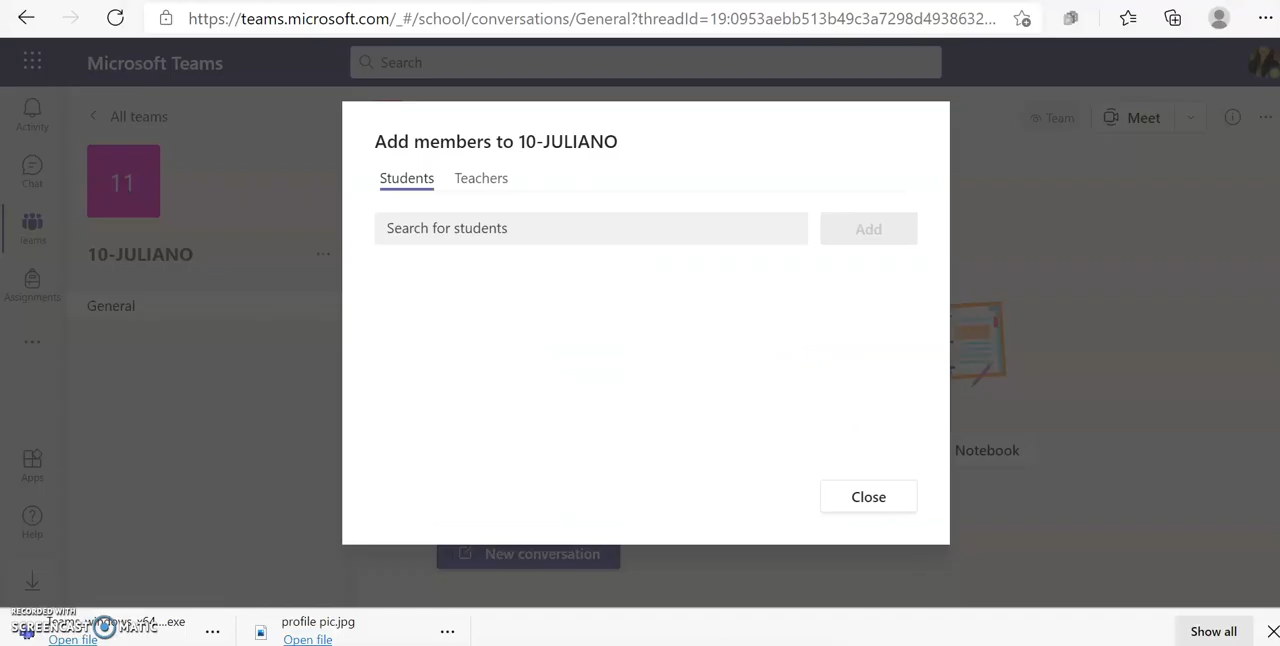 https://teams.microsoft.com/_#/school/conversations/General?threadId=19:0953aebb513b49c3a7298d4938632...
Microsoft Teams
Search
Activity
Chat
Teams
Assignments
Apps
Help
All teams
11
10-JULIANO
General
Team
Meet
Add members to 10-JULIANO
Students Teachers
Search for students
Add
Close
Notebook
New conversation
RECORDED WITH
SCREENCAST MATIC
Teams_windows_x64....exe
Open file
profile pic.jpg
Open file
Show all